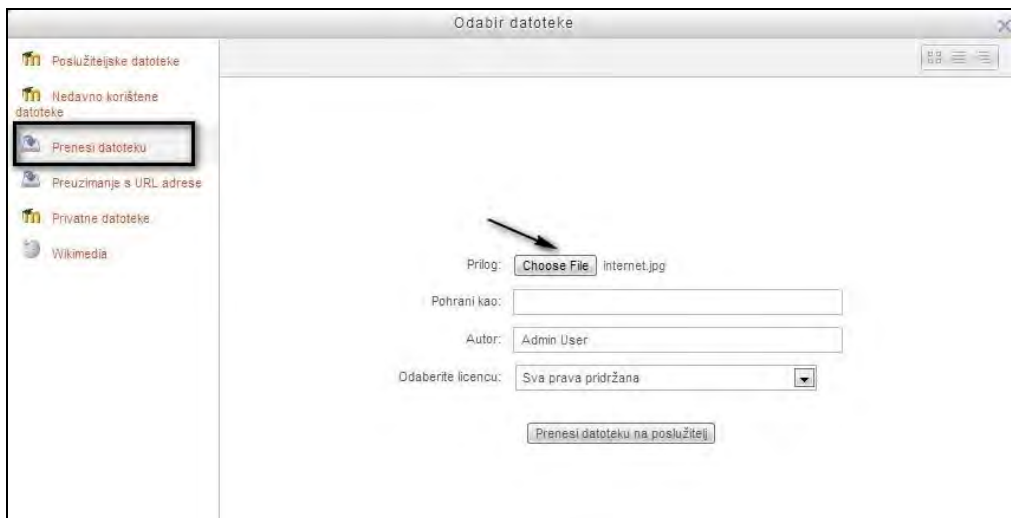 Odabir datoteke
Poslužiteljske datoteke
Nedavno korištene
datoteke
Prenesi datoteku
Preuzimanje s URL adrese
Privatne datoteke
Wikimedia
Prilog: Choose File internet.jpg
Pohrani kao:
Autor: Admin User
Odaberite licencu: Sva prava pridržana
Prenesi datoteku na poslužitelj